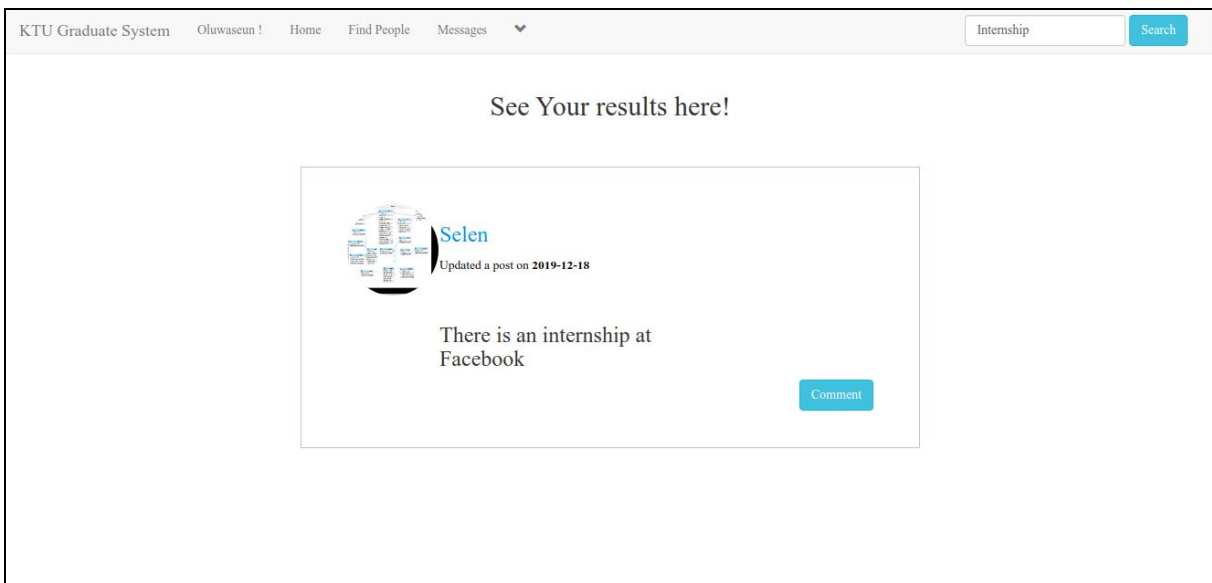 KTU Graduate System Oluwaseun ! Home Find People Messages Internship Search
See Your results here!
Selen
Updated a post on 2019-12-18
There is an internship at
Facebook
Comment